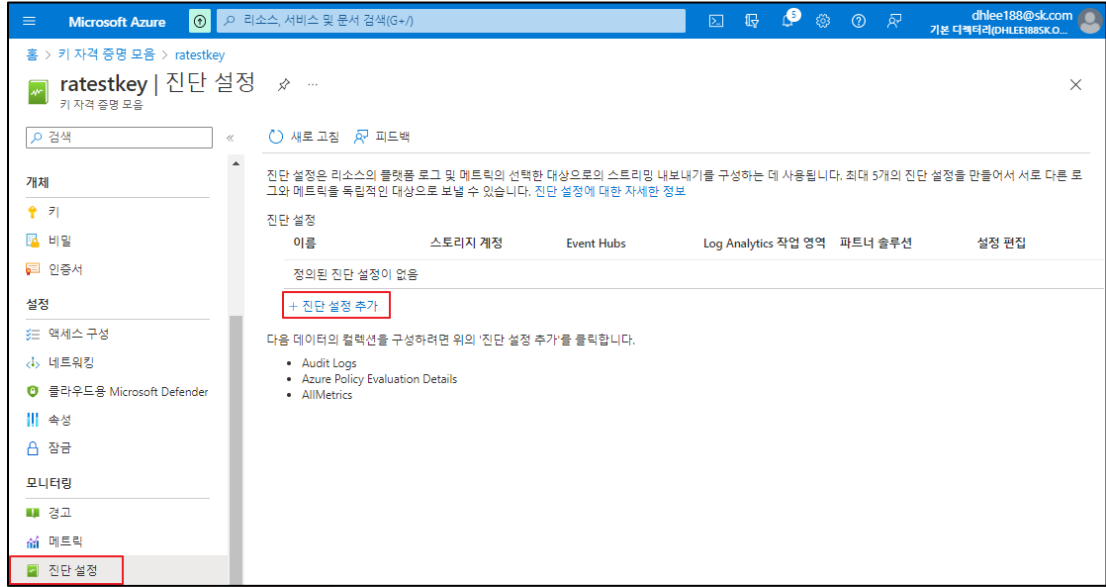 Microsoft Azure
리소스, 서비스 및 문서 검색(G+/)
5
dhlee188@sk.com
기본 디렉터리(DHLEE188SK.O...
홈 > 키 자격 증명 모음 > ratestkey
ratestkey | 진단 설정
키 자격 증명 모음
검색
«
개체
키
비밀
인증서
설정
액세스 구성
네트워킹
클라우드용 Microsoft Defender
속성
잠금
모니터링
경고
메트릭
진단 설정
새로 고침 피드백
진단 설정은 리소스의 플랫폼 로그 및 메트릭의 선택한 대상으로의 스트리밍 내보내기를 구성하는 데 사용됩니다. 최대 5개의 진단 설정을 만들어서 서로 다른 로
그와 메트릭을 독립적인 대상으로 보낼 수 있습니다. 진단 설정에 대한 자세한 정보
진단 설정
이름 스토리지 계정 Event Hubs Log Analytics 작업 영역 파트너 솔루션 설정 편집
정의된 진단 설정이 없음
+ 진단 설정 추가
다음 데이터의 컬렉션을 구성하려면 위의 '진단 설정 추가'를 클릭합니다.
• Audit Logs
• Azure Policy Evaluation Details
• AllMetrics